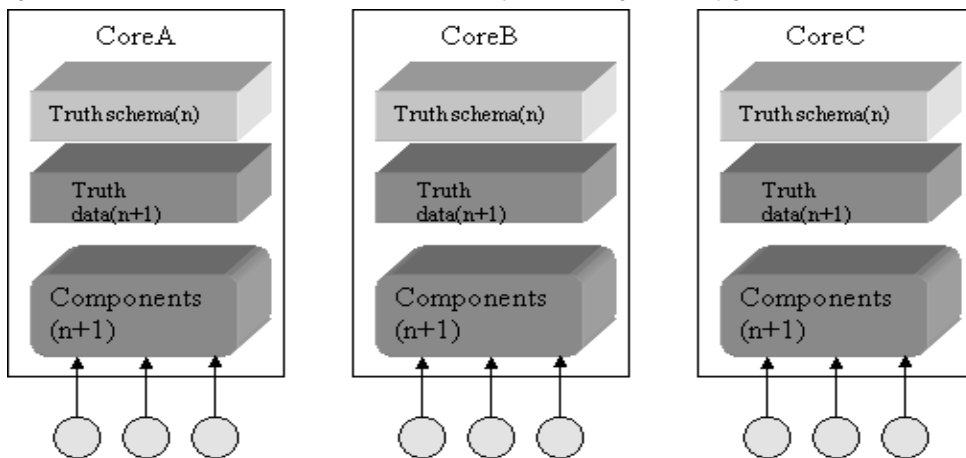 CoreA
Truth schema(n)
Truth
data(n+1)
Components
(n+1)
CoreB
Truth schema(n)
Truth
data(n+1)
Components
(n+1)
CoreC
Truth schema(n)
Truth
data(n+1)
Components
(n+1)